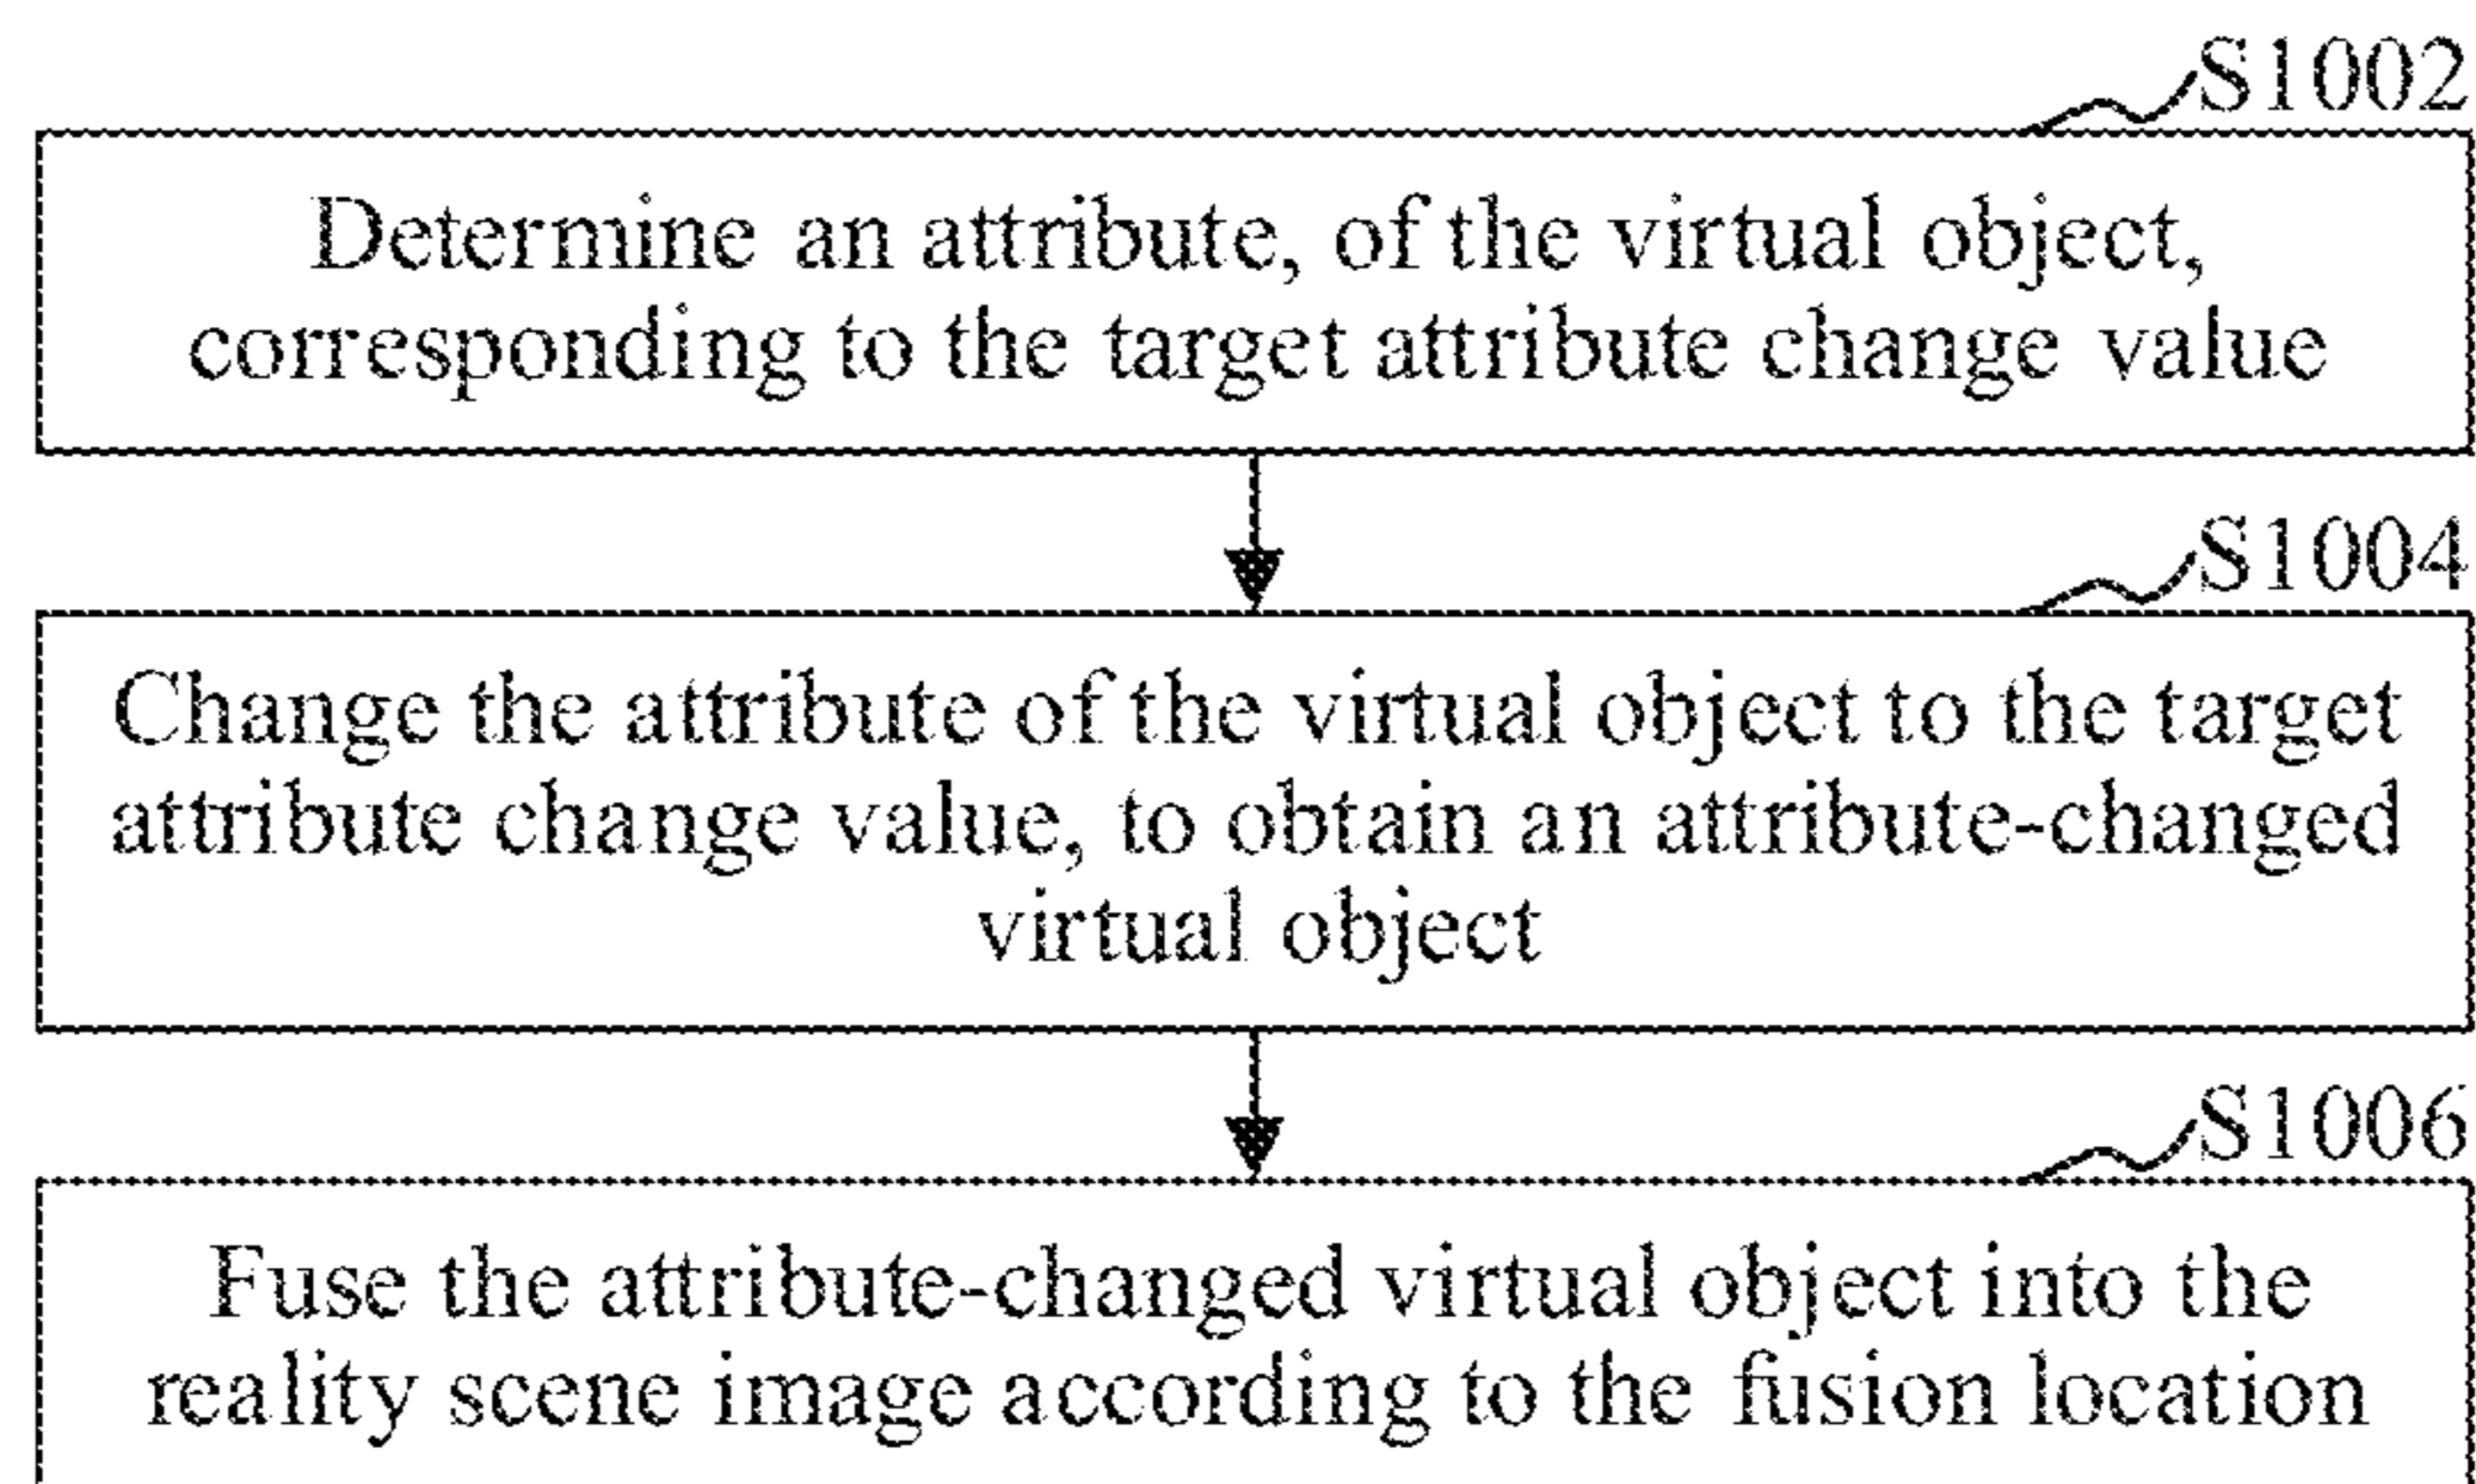 S1002
Determine an attribute, of the virtual object,
corresponding to the target attribute change value
S1004
Change the attribute of the virtual object to the target
attribute change value, to obtain an attribute-changed
virtual object
S1006
Fuse the attribute-changed virtual object into the
reality scene image according to the fusion location